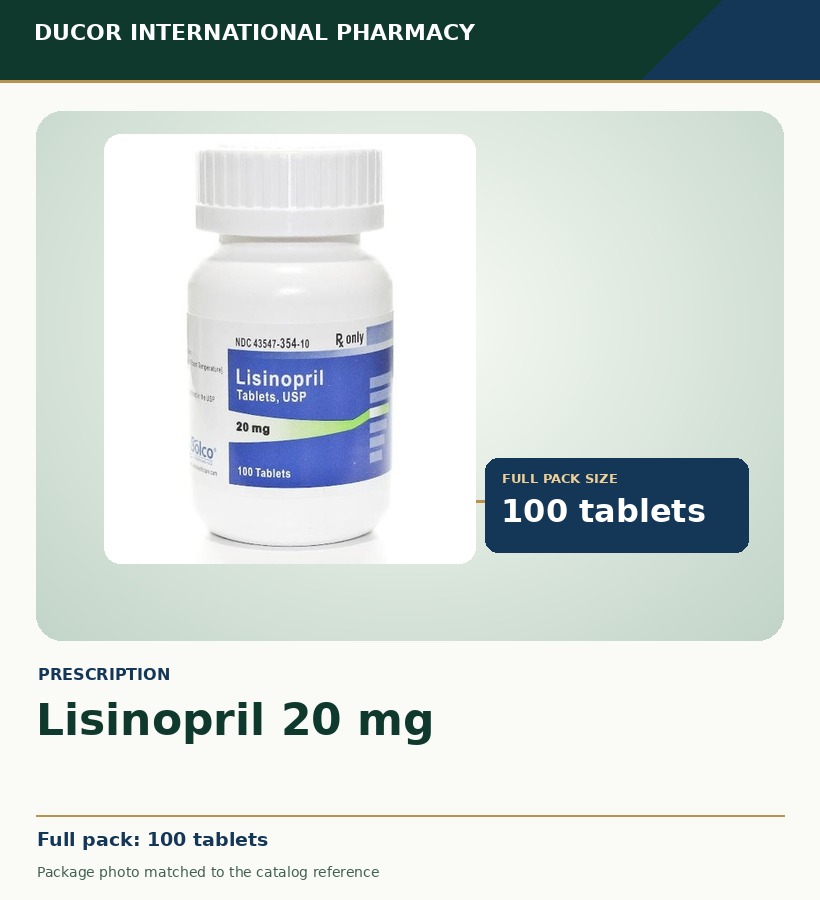 DUCOR INTERNATIONAL PHARMACY
NDC 43547-354-10
Rx only
Lisinopril
Tablets, USP
20 mg
Solco
100 Tablets
FULL PACK SIZE
100 tablets
PRESCRIPTION
Lisinopril 20 mg
Full pack: 100 tablets
Package photo matched to the catalog reference